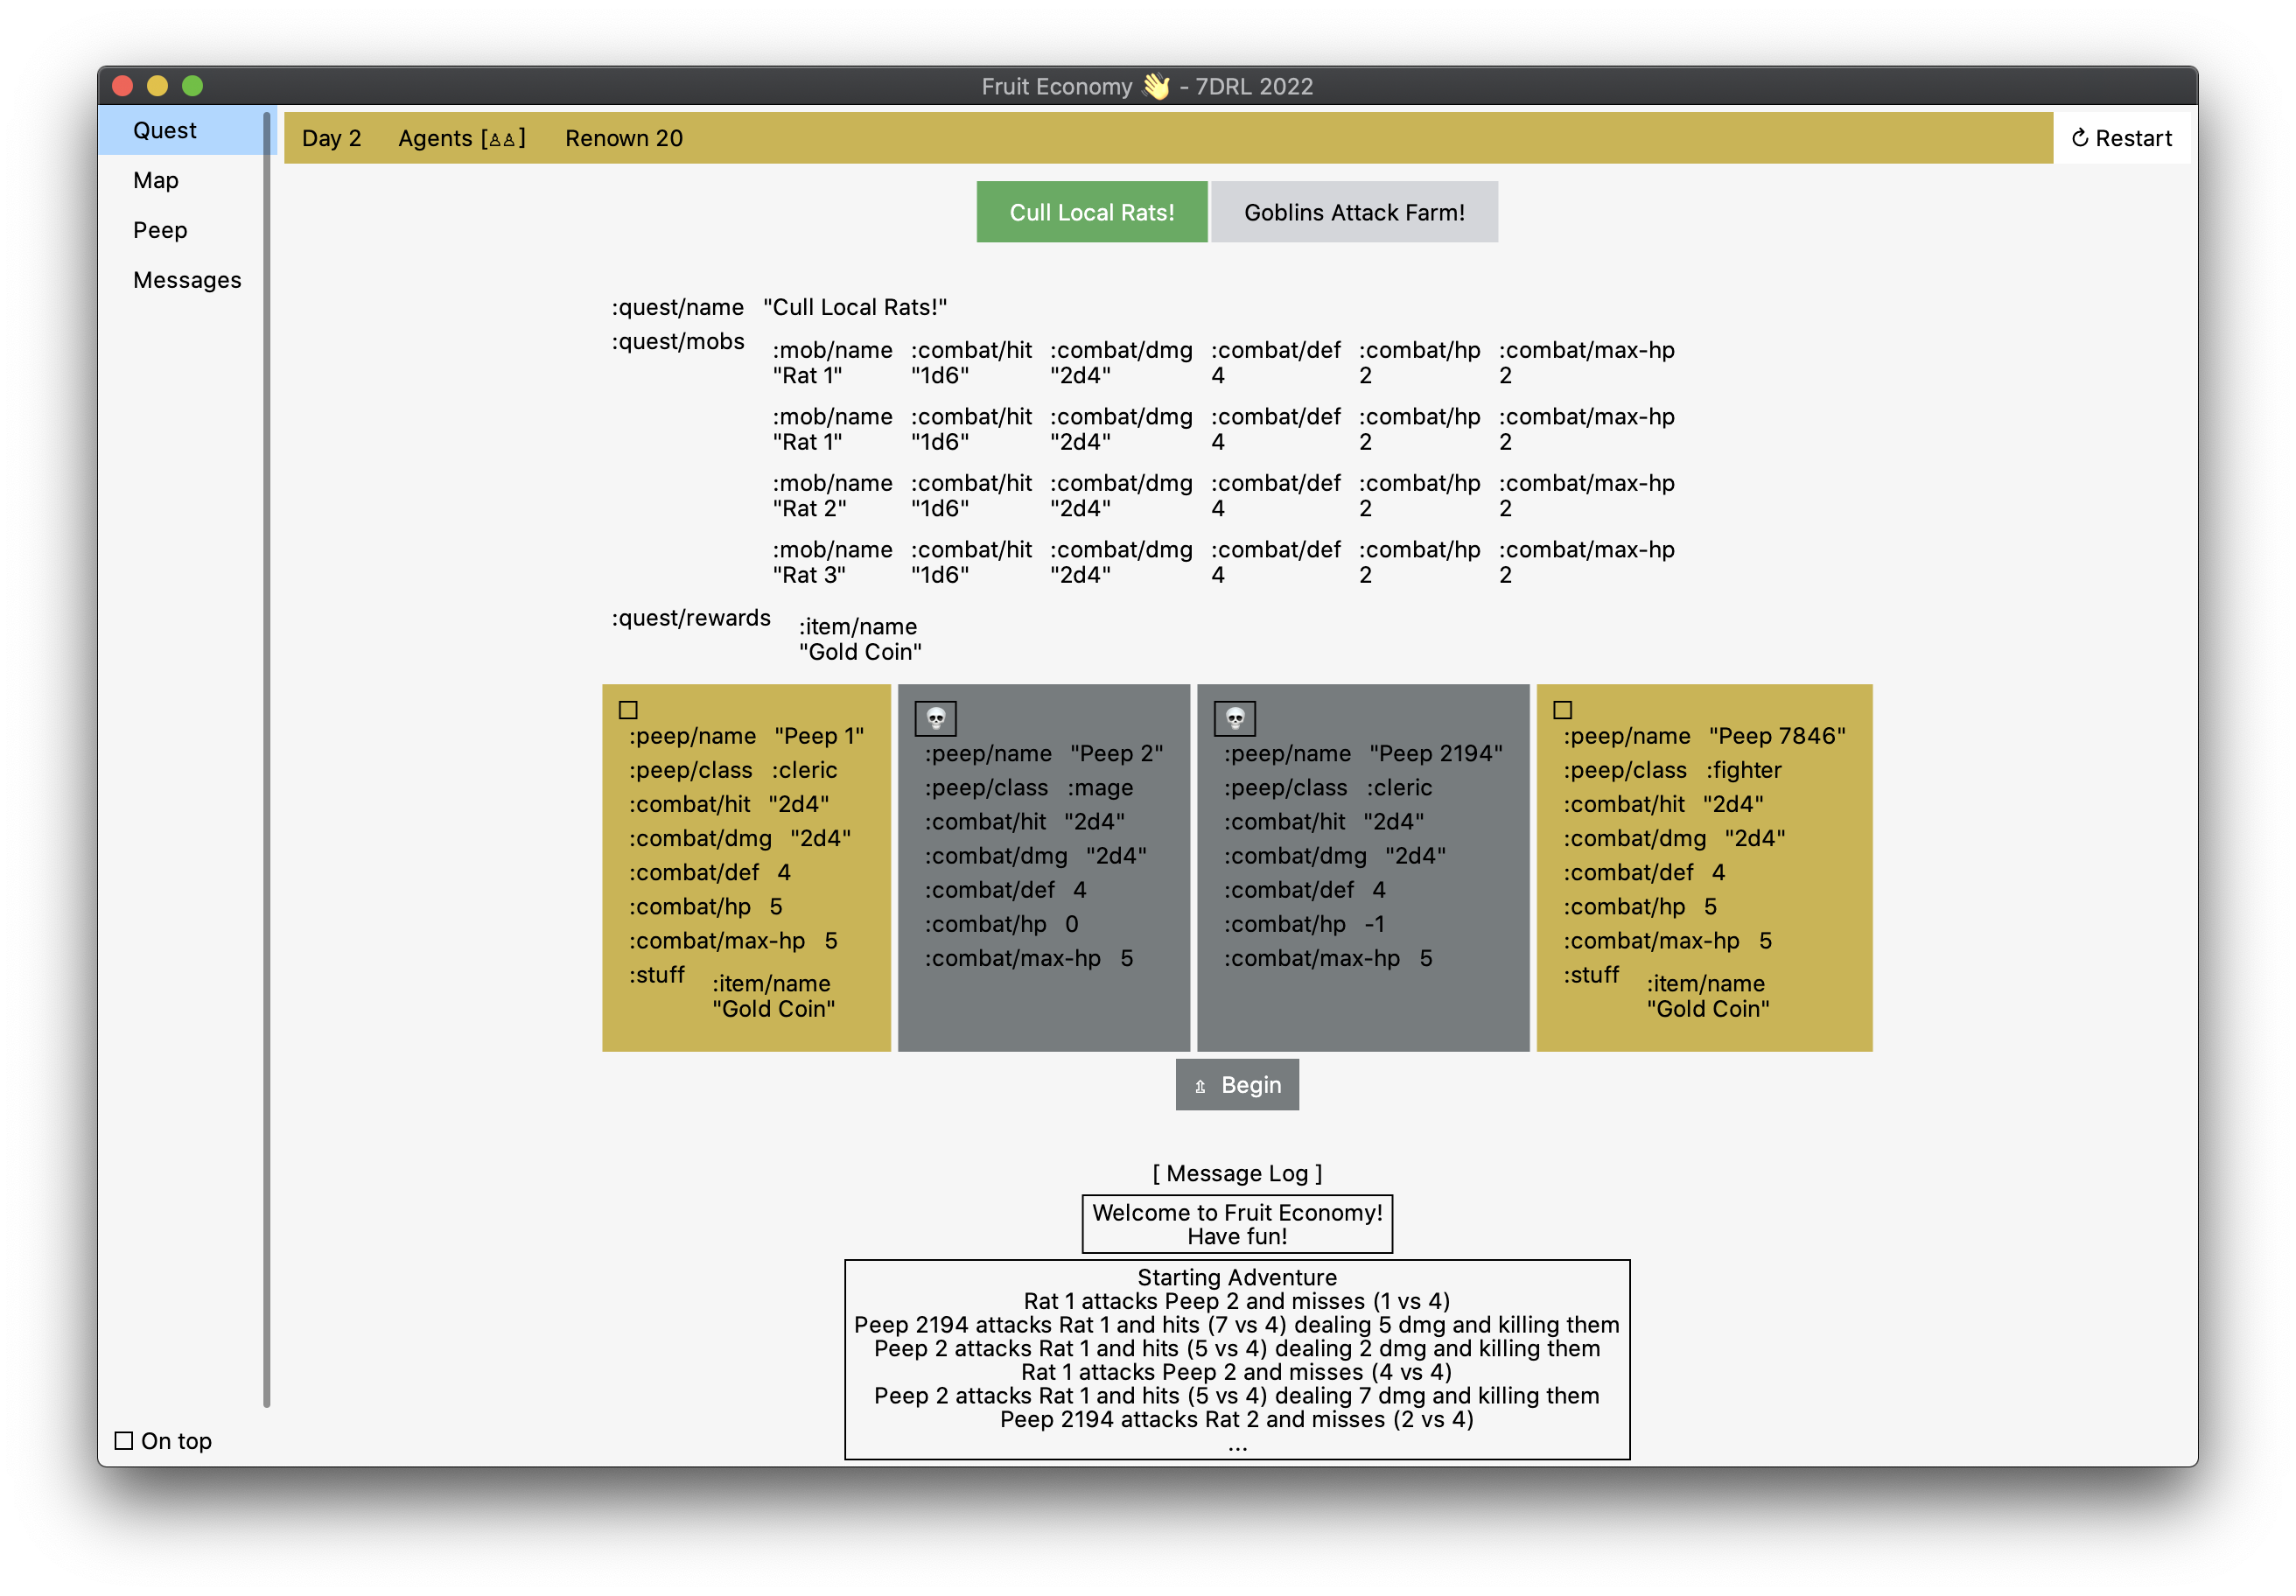 Fruit Economy 👋 - 7DRL 2022
Quest
Map
Peep
Messages
On top
Day 2 Agents [♙♙] Renown 20
↻ Restart
Cull Local Rats! Goblins Attack Farm!
:quest/name "Cull Local Rats!"
:quest/mobs
:mob/name :combat/hit :combat/dmg :combat/def :combat/hp :combat/max-hp
"Rat 1" "1d6" "2d4" 4 2 2
:mob/name :combat/hit :combat/dmg :combat/def :combat/hp :combat/max-hp
"Rat 1" "1d6" "2d4" 4 2 2
:mob/name :combat/hit :combat/dmg :combat/def :combat/hp :combat/max-hp
"Rat 2" "1d6" "2d4" 4 2 2
:mob/name :combat/hit :combat/dmg :combat/def :combat/hp :combat/max-hp
"Rat 3" "1d6" "2d4" 4 2 2
:quest/rewards
:item/name
"Gold Coin"
:peep/name "Peep 1"
:peep/class :cleric
:combat/hit "2d4"
:combat/dmg "2d4"
:combat/def 4
:combat/hp 5
:combat/max-hp 5
:stuff
:item/name
"Gold Coin"
💀
:peep/name "Peep 2"
:peep/class :mage
:combat/hit "2d4"
:combat/dmg "2d4"
:combat/def 4
:combat/hp 0
:combat/max-hp 5
💀
:peep/name "Peep 2194"
:peep/class :cleric
:combat/hit "2d4"
:combat/dmg "2d4"
:combat/def 4
:combat/hp -1
:combat/max-hp 5
:peep/name "Peep 7846"
:peep/class :fighter
:combat/hit "2d4"
:combat/dmg "2d4"
:combat/def 4
:combat/hp 5
:combat/max-hp 5
:stuff
:item/name
"Gold Coin"
⇫ Begin
[ Message Log ]
Welcome to Fruit Economy!
Have fun!
Starting Adventure
Rat 1 attacks Peep 2 and misses (1 vs 4)
Peep 2194 attacks Rat 1 and hits (7 vs 4) dealing 5 dmg and killing them
Peep 2 attacks Rat 1 and hits (5 vs 4) dealing 2 dmg and killing them
Rat 1 attacks Peep 2 and misses (4 vs 4)
Peep 2 attacks Rat 1 and hits (5 vs 4) dealing 7 dmg and killing them
Peep 2194 attacks Rat 2 and misses (2 vs 4)
...